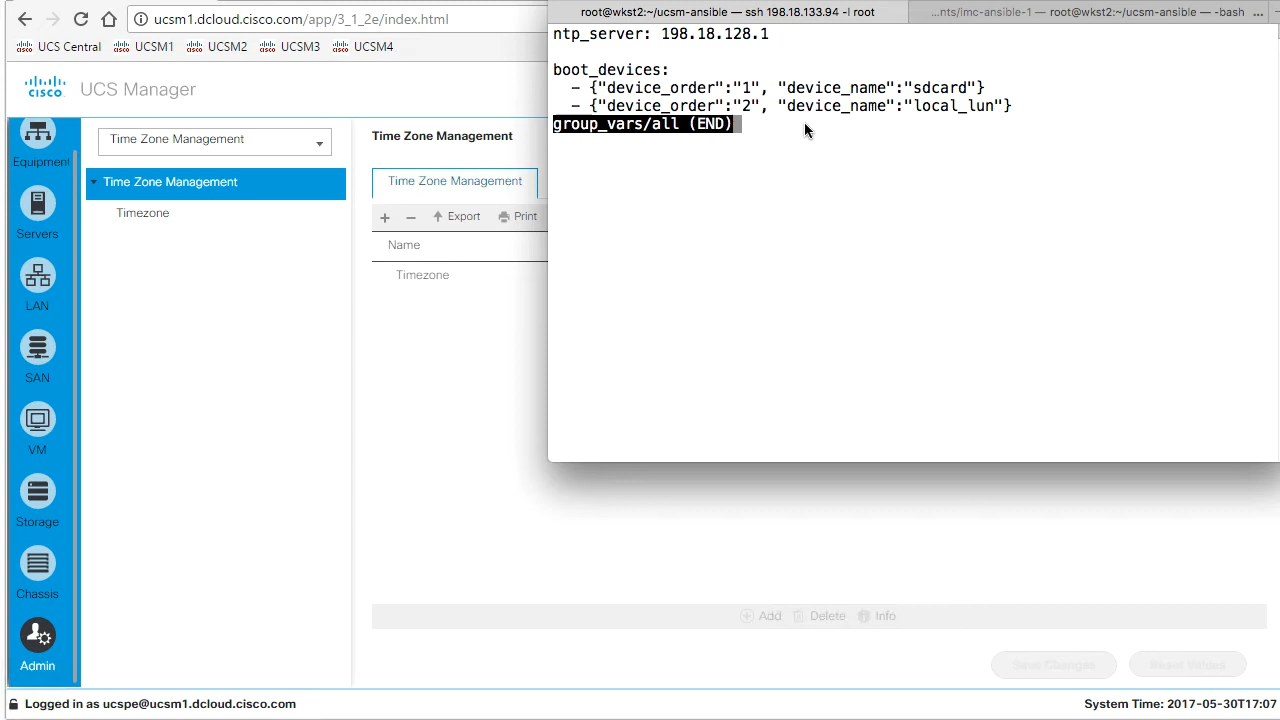 ucsm1.dcloud.cisco.com/app/3_1_2e/index.html
UCS Central
UCSM1
UCSM2
UCSM3
UCSM4
cisco
UCS Manager
Equipment
Servers
LAN
SAN
VM
Storage
Chassis
Admin
Time Zone Management
Time Zone Management
Timezone
Time Zone Management
Time Zone Management
+ − Export Print
Name
Timezone
root@wkst2:~/ucsm-ansible — ssh 198.18.133.94 -l root
...nts/imc-ansible-1 — root@wkst2:~/ucsm-ansible — -bash ...
ntp_server: 198.18.128.1
boot_devices:
- {"device_order":"1", "device_name":"sdcard"}
- {"device_order":"2", "device_name":"local_lun"}
group_vars/all (END)
Add Delete Info
Save Changes
Reset Values
Logged in as ucspe@ucsm1.dcloud.cisco.com
System Time: 2017-05-30T17:07